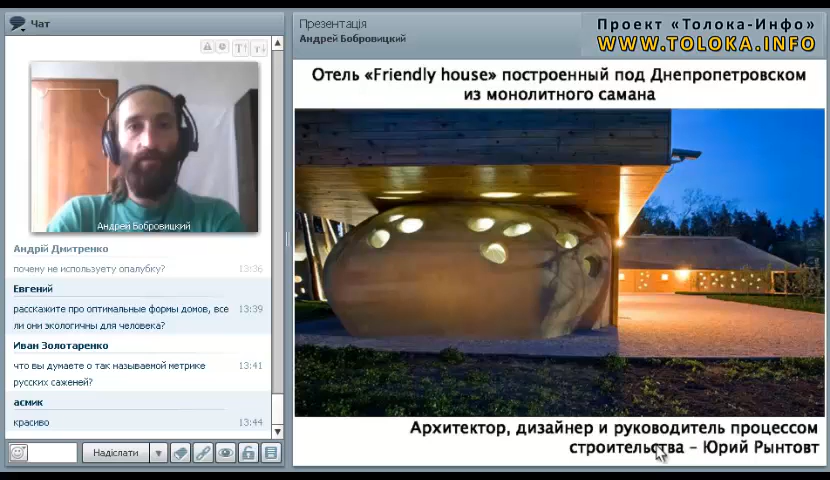 Чат
Андрей Бобровицкий
Андрій Дмитренко
почему не используету опалубку?
13:36
Евгений
расскажите про оптимальные формы домов, все
13:39
ли они экологичны для человека?
Иван Золотаренко
что вы думаете о так называемой метрике
13:41
русских саженей?
асмик
красиво
13:44
Надіслати
Презентація
Андрей Бобровицкий
Проект «Толока-Инфо»
WWW.TOLOKA.INFO
Отель «Friendly house» построенный под Днепропетровском
из монолитного самана
Архитектор, дизайнер и руководитель процессом
строительства – Юрий Рынтовт